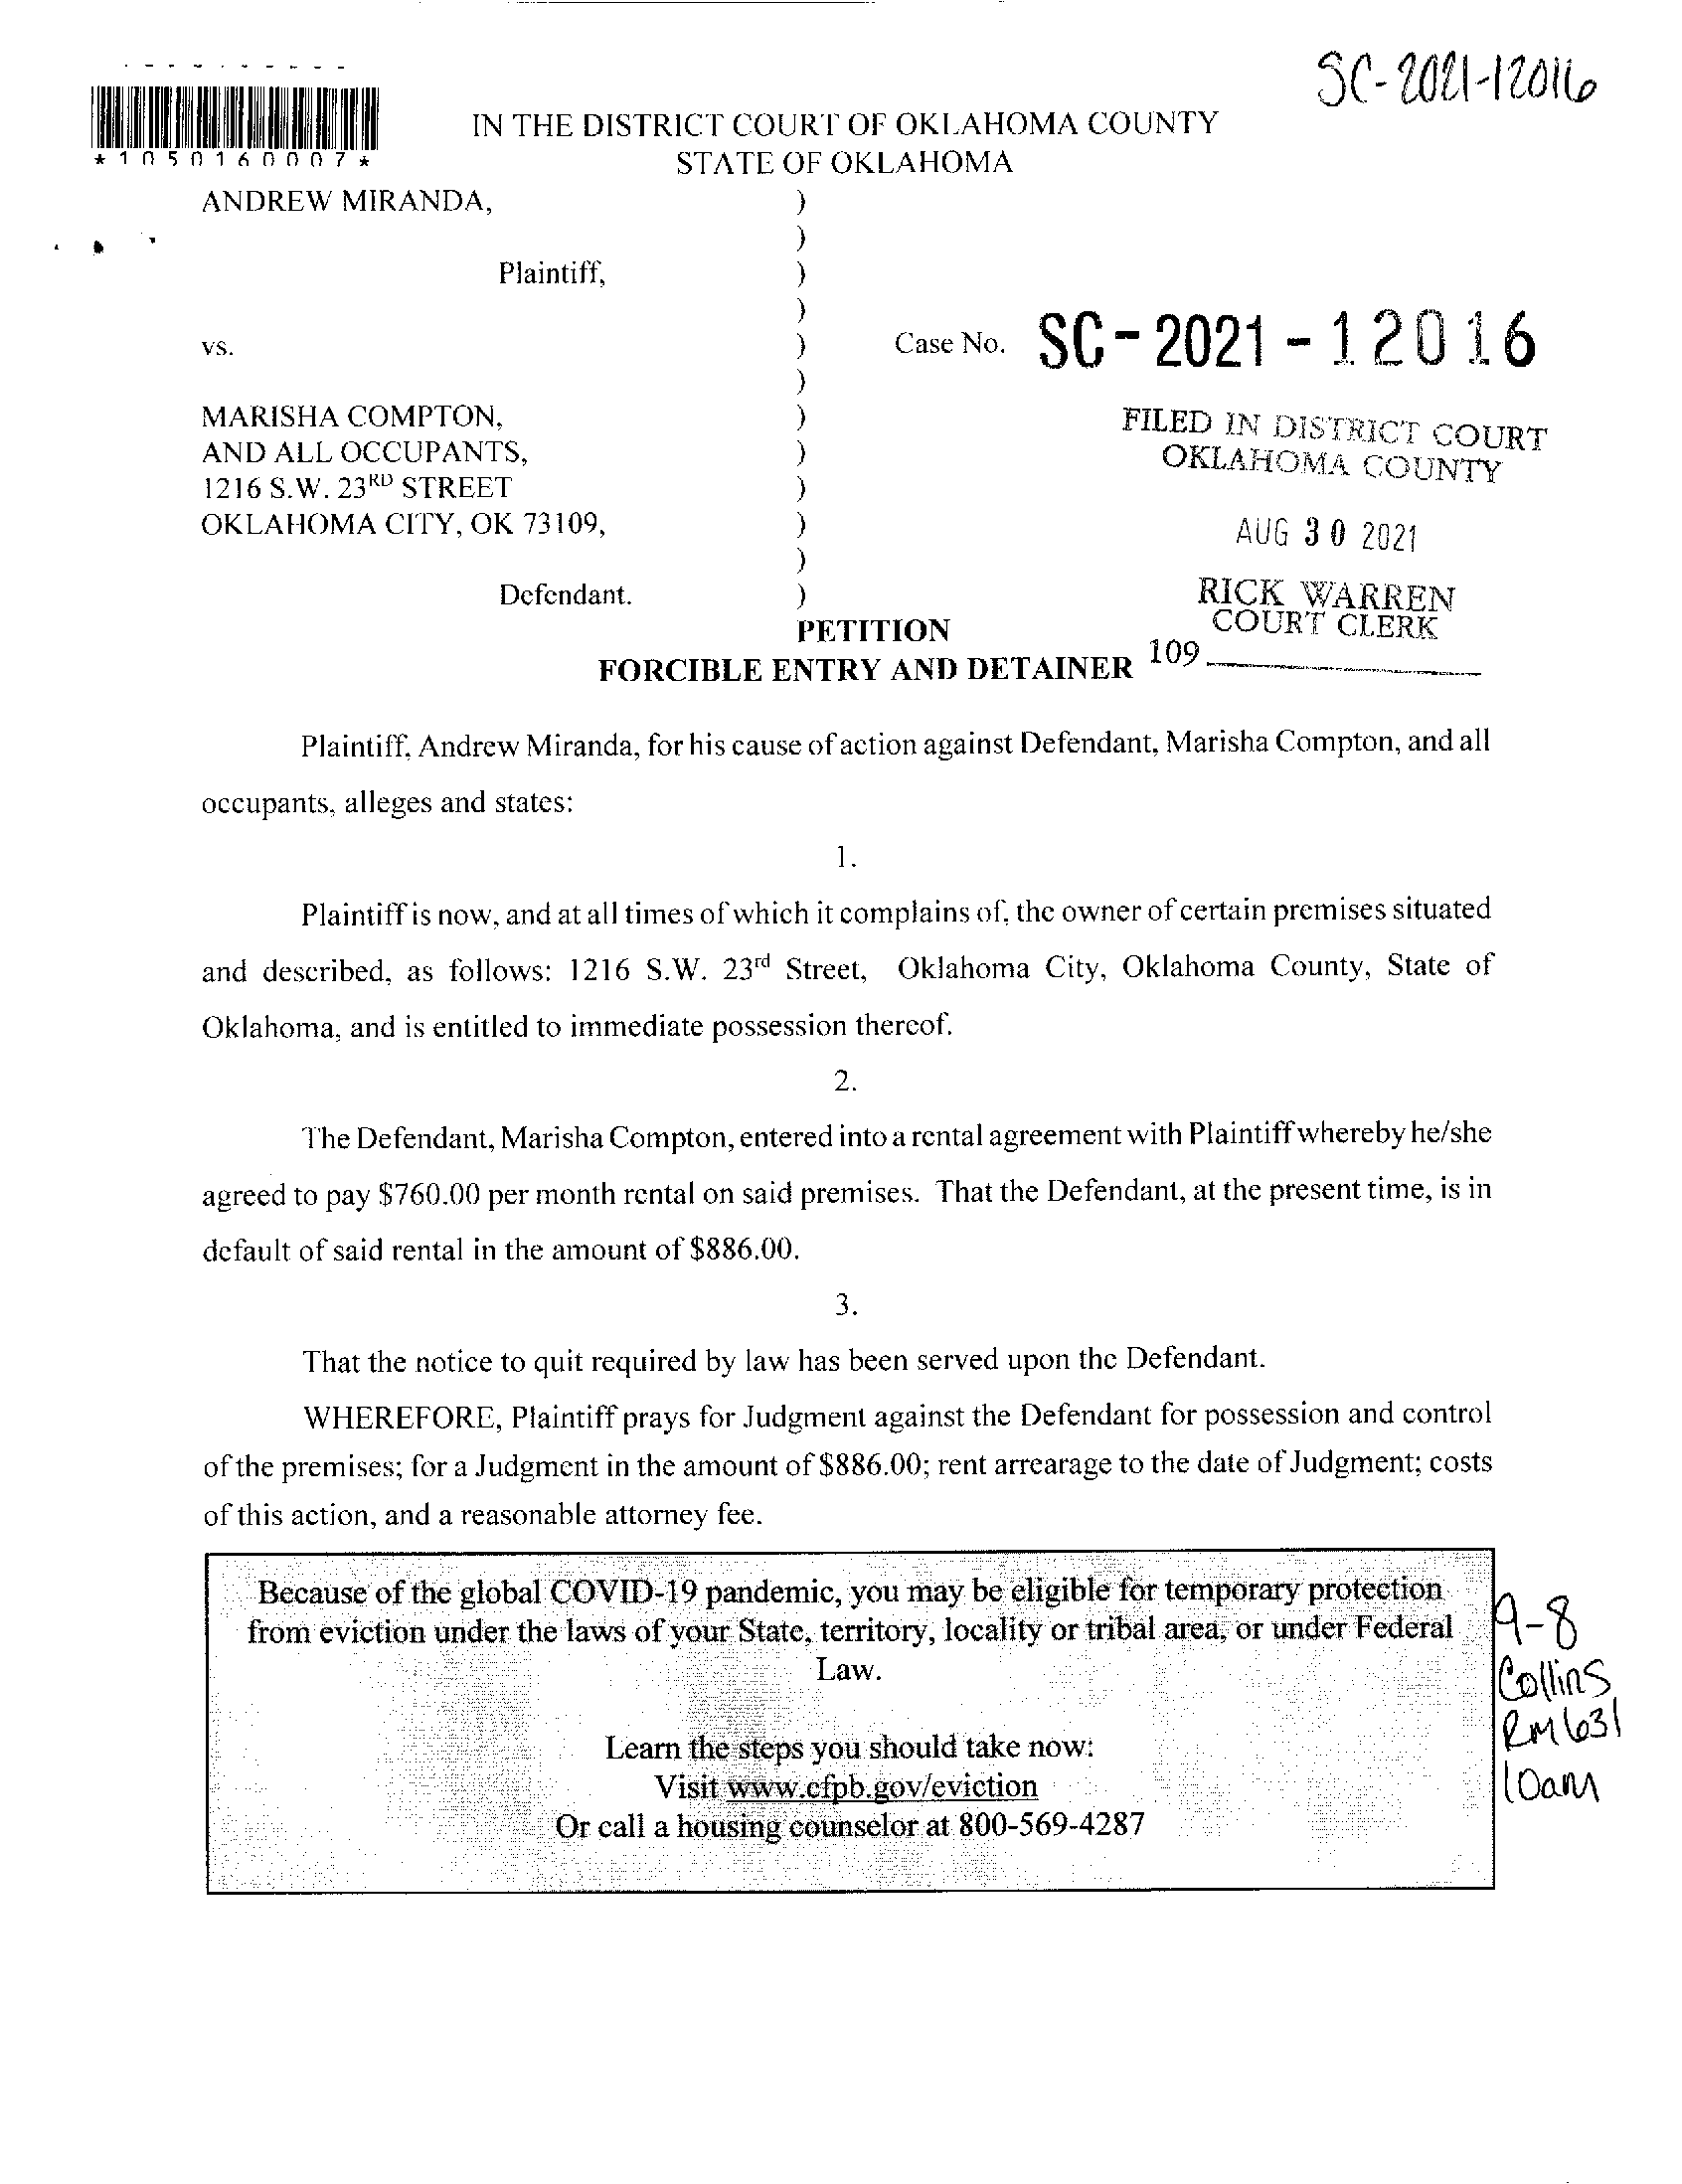 SC-2021-12016
IN THE DISTRICT COURT OF OKLAHOMA COUNTY
*1050160007*
STATE OF OKLAHOMA
ANDREW MIRANDA, )
)
Plaintiff, )
)
vs. ) Case No. SC-2021-12016
)
MARISHA COMPTON, ) FILED IN DISTRICT COURT
AND ALL OCCUPANTS, ) OKLAHOMA COUNTY
1216 S.W. 23RD STREET )
OKLAHOMA CITY, OK 73109, ) AUG 30 2021
)
Defendant. ) RICK WARREN
PETITION COURT CLERK
FORCIBLE ENTRY AND DETAINER 109
Plaintiff, Andrew Miranda, for his cause of action against Defendant, Marisha Compton, and all
occupants, alleges and states:
1.
Plaintiff is now, and at all times of which it complains of, the owner of certain premises situated
and described, as follows: 1216 S.W. 23rd Street, Oklahoma City, Oklahoma County, State of
Oklahoma, and is entitled to immediate possession thereof.
2.
The Defendant, Marisha Compton, entered into a rental agreement with Plaintiff whereby he/she
agreed to pay $760.00 per month rental on said premises. That the Defendant, at the present time, is in
default of said rental in the amount of $886.00.
3.
That the notice to quit required by law has been served upon the Defendant.
WHEREFORE, Plaintiff prays for Judgment against the Defendant for possession and control
of the premises; for a Judgment in the amount of $886.00; rent arrearage to the date of Judgment; costs
of this action, and a reasonable attorney fee.
Because of the global COVID-19 pandemic, you may be eligible for temporary protection
from eviction under the laws of your State, territory, locality or tribal area, or under Federal
Law.
Learn the steps you should take now:
Visit www.cfpb.gov/eviction
Or call a housing counselor at 800-569-4287
9-8
Collins
Rm 631
10am